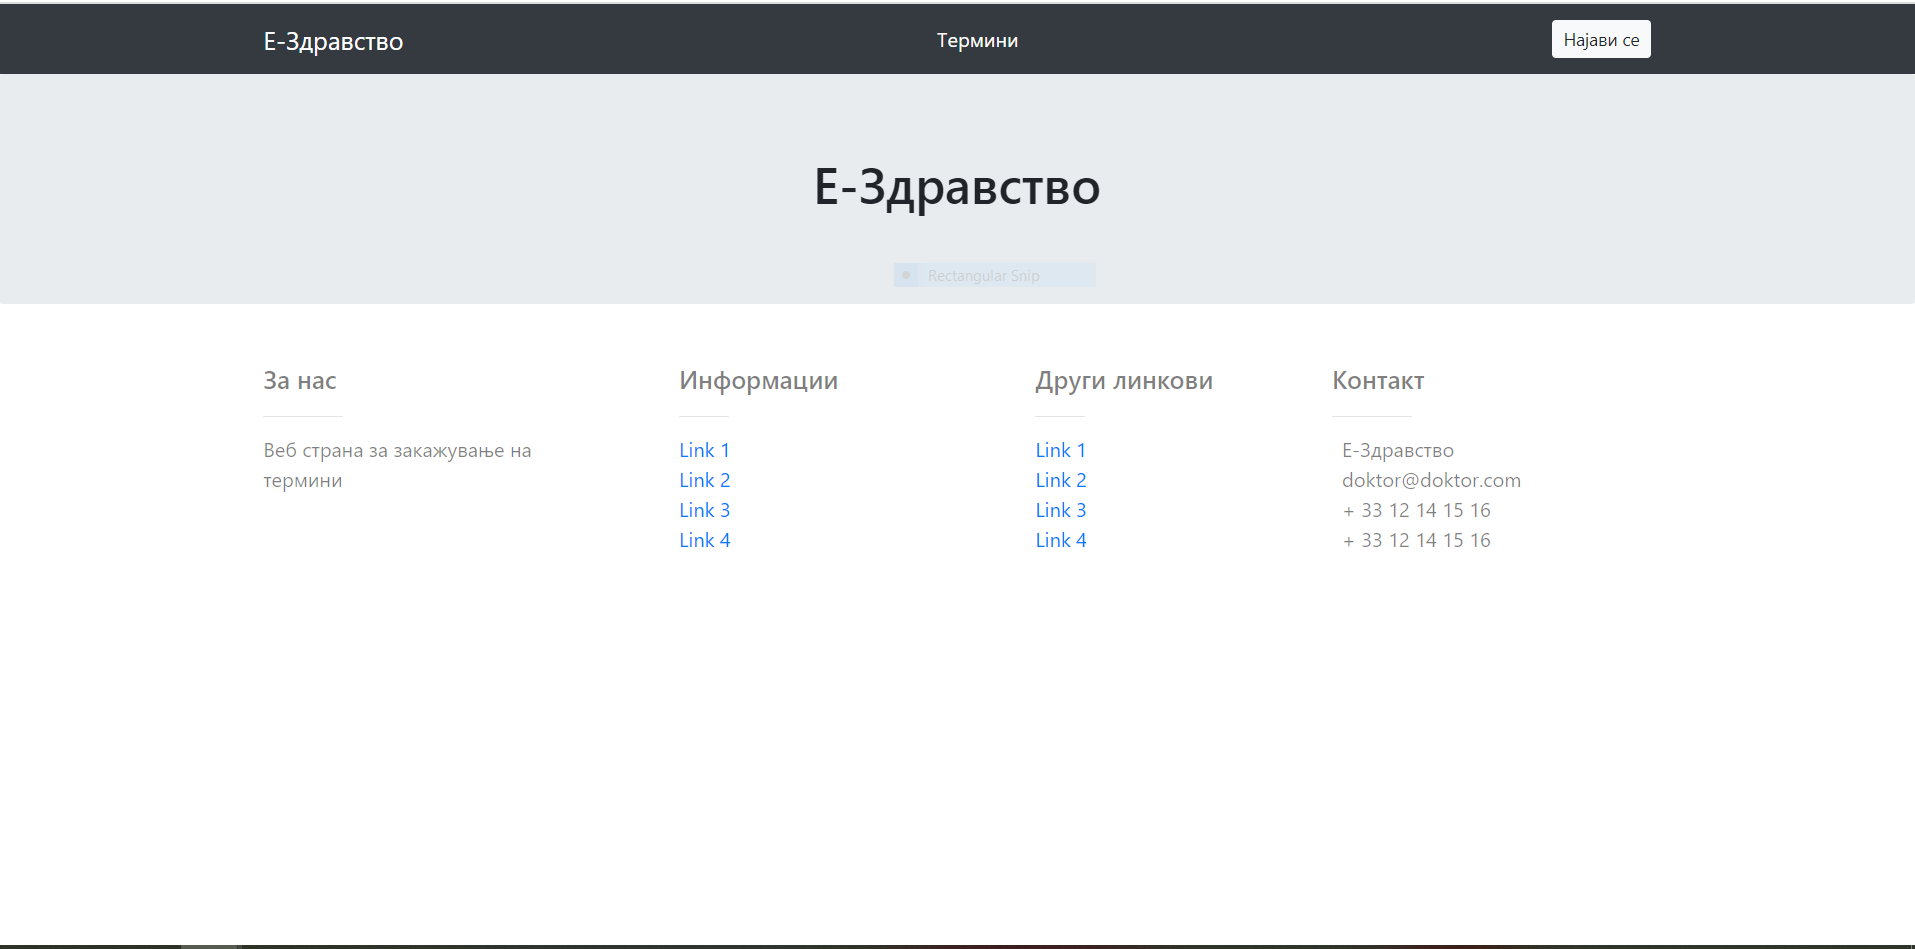 Е-Здравство
Термини
Најави се
Е-Здравство
Rectangular Snip
За нас
Веб страна за закажување на
термини
Информации
Link 1
Link 2
Link 3
Link 4
Други линкови
Link 1
Link 2
Link 3
Link 4
Контакт
Е-Здравство
doktor@doktor.com
+ 33 12 14 15 16
+ 33 12 14 15 16